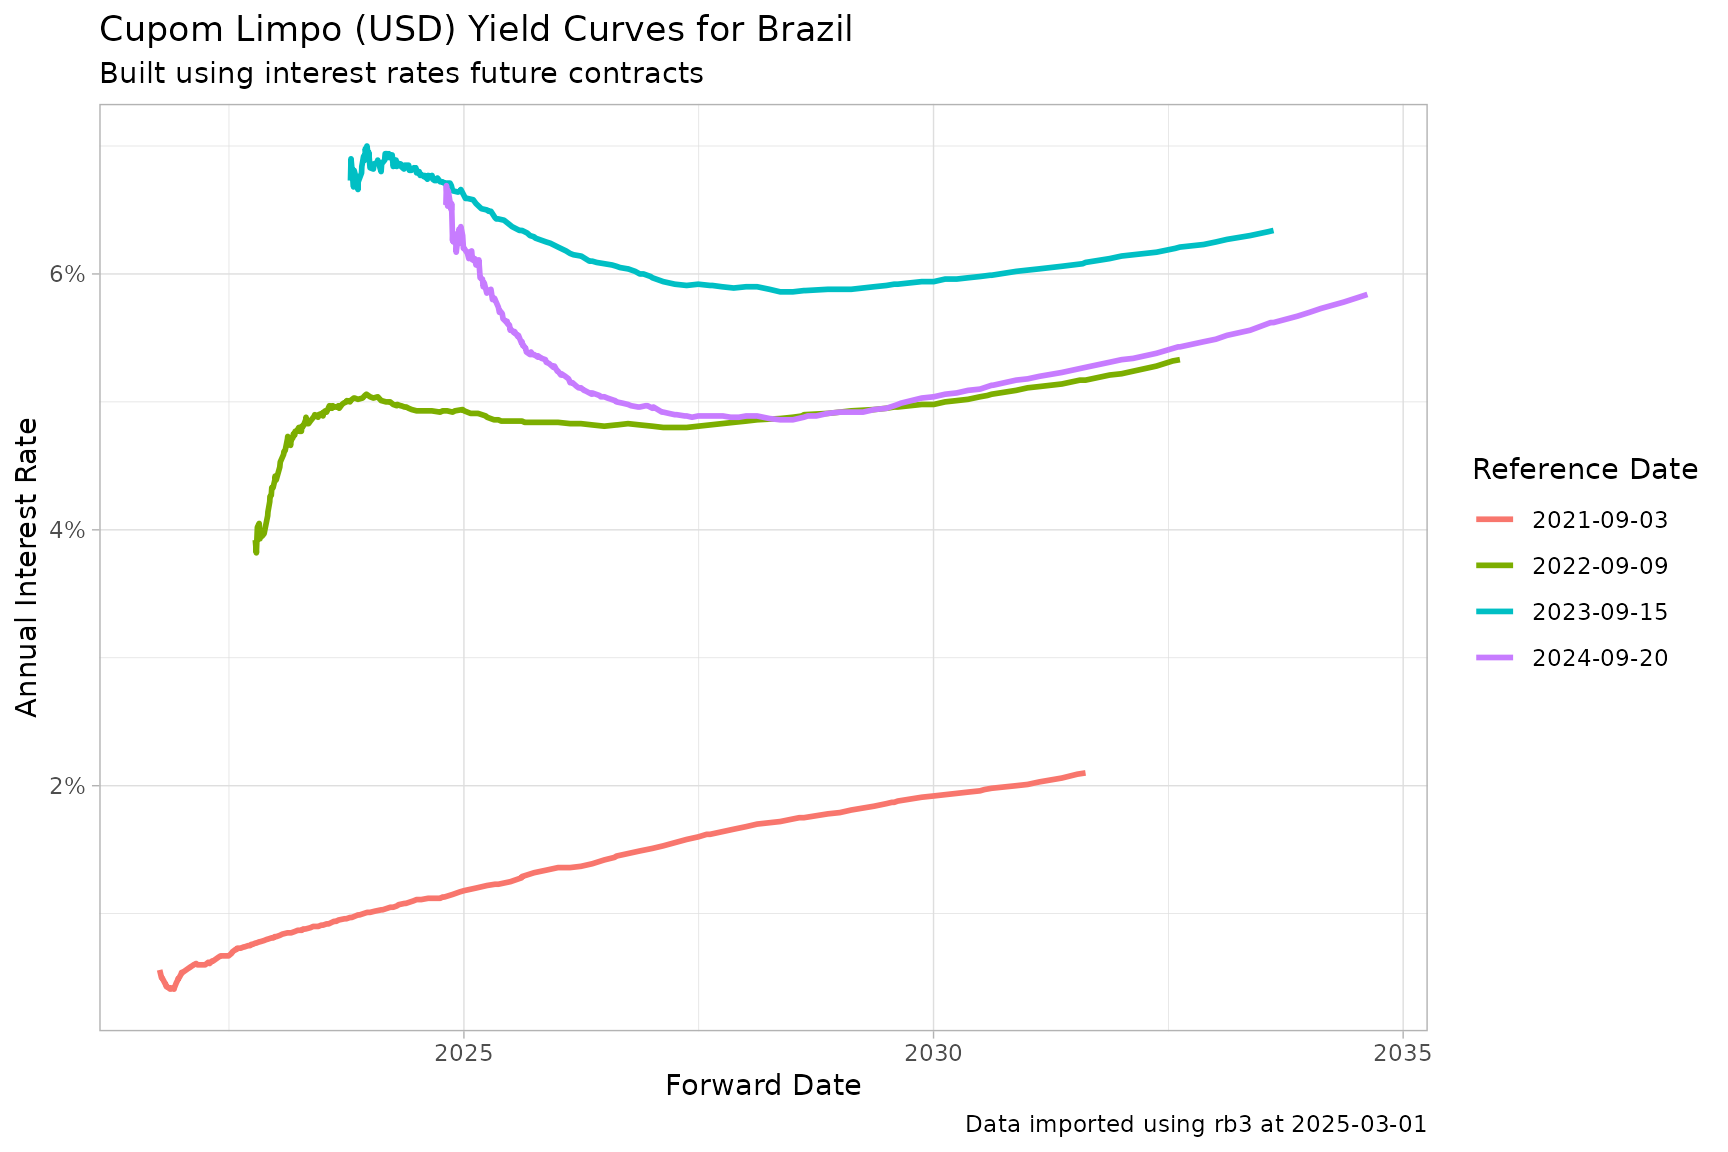 Cupom Limpo (USD) Yield Curves for Brazil
Built using interest rates future contracts
Annual Interest Rate
6%
4%
2%
2025
2030
2035
Forward Date
Reference Date
2021-09-03
2022-09-09
2023-09-15
2024-09-20
Data imported using rb3 at 2025-03-01